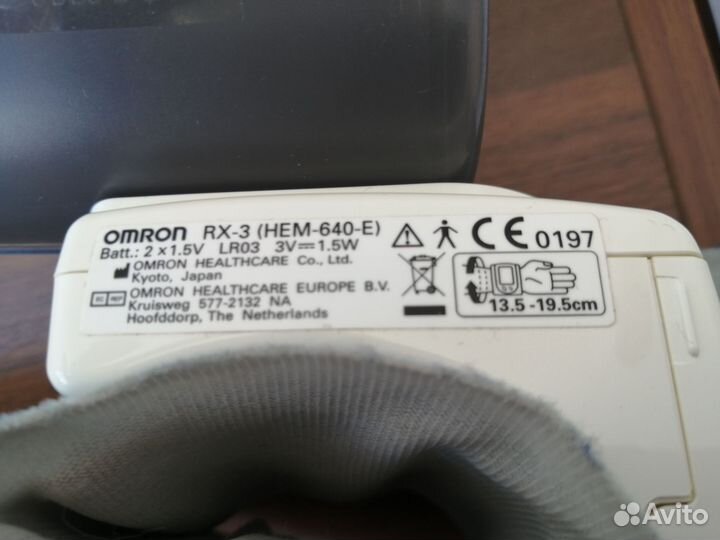 OMRON RX-3 (HEM-640-E)
Batt.: 2 x 1.5V LR03 3V⎓1.5W
OMRON HEALTHCARE Co., Ltd.
Kyoto, Japan
EC REP OMRON HEALTHCARE EUROPE B.V.
Kruisweg 577-2132 NA
Hoofddorp, The Netherlands
CE 0197
13.5-19.5cm
Avito